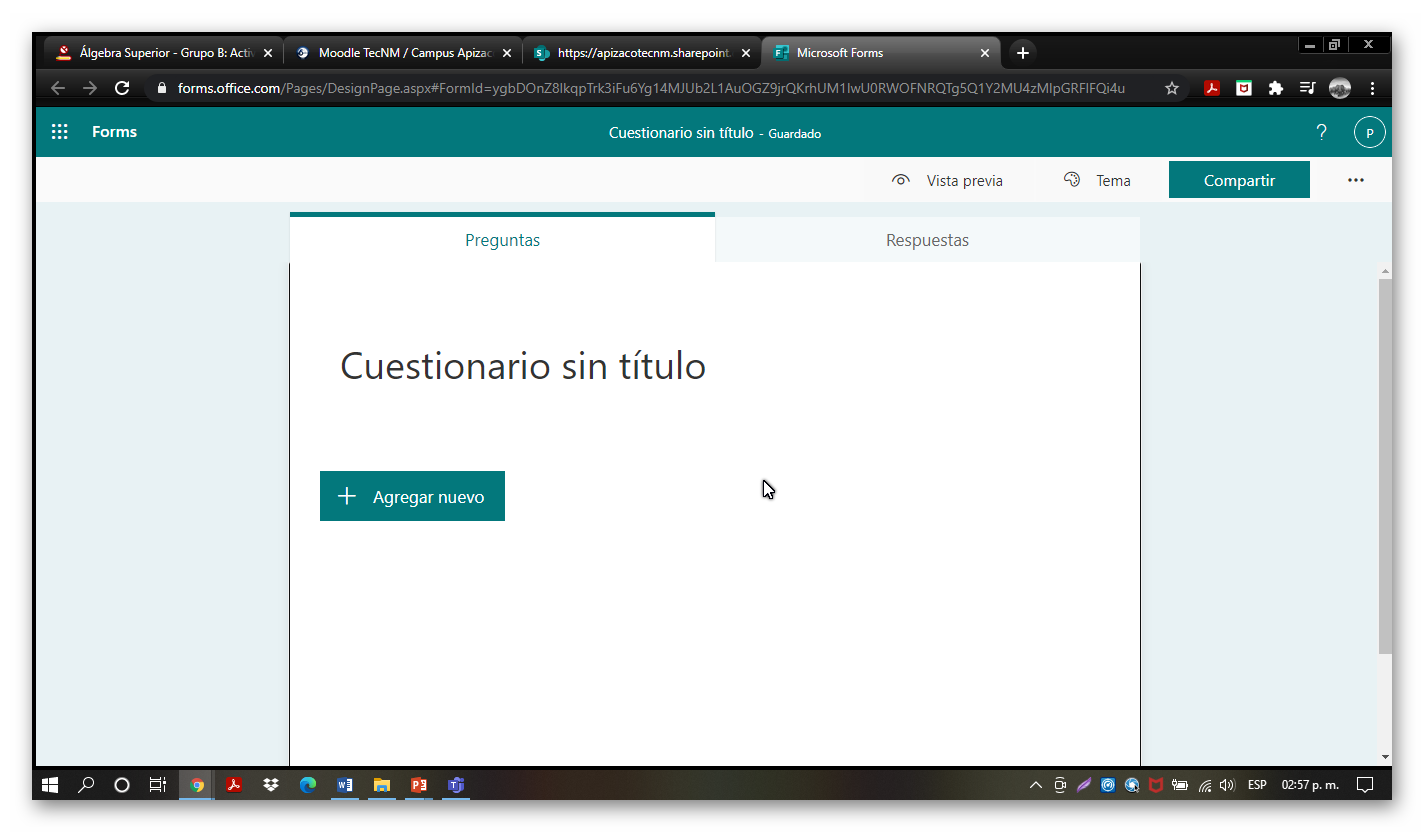 Álgebra Superior - Grupo B: Activ
Moodle TecNM / Campus Apizac
https://apizacotecnm.sharepoint.
Microsoft Forms
forms.office.com/Pages/DesignPage.aspx#FormId=ygbDOnZ8IkqpTrk3iFu6Yg14MJUb2L1AuOGZ9jrQKrhUM1IwU0RWOFNRQTg5Q1Y2MU4zMlpGRFlFQi4u
Forms
Cuestionario sin título - Guardado
?
P
Vista previa
Tema
Compartir
Preguntas
Respuestas
Cuestionario sin título
Agregar nuevo
ESP
02:57 p. m.